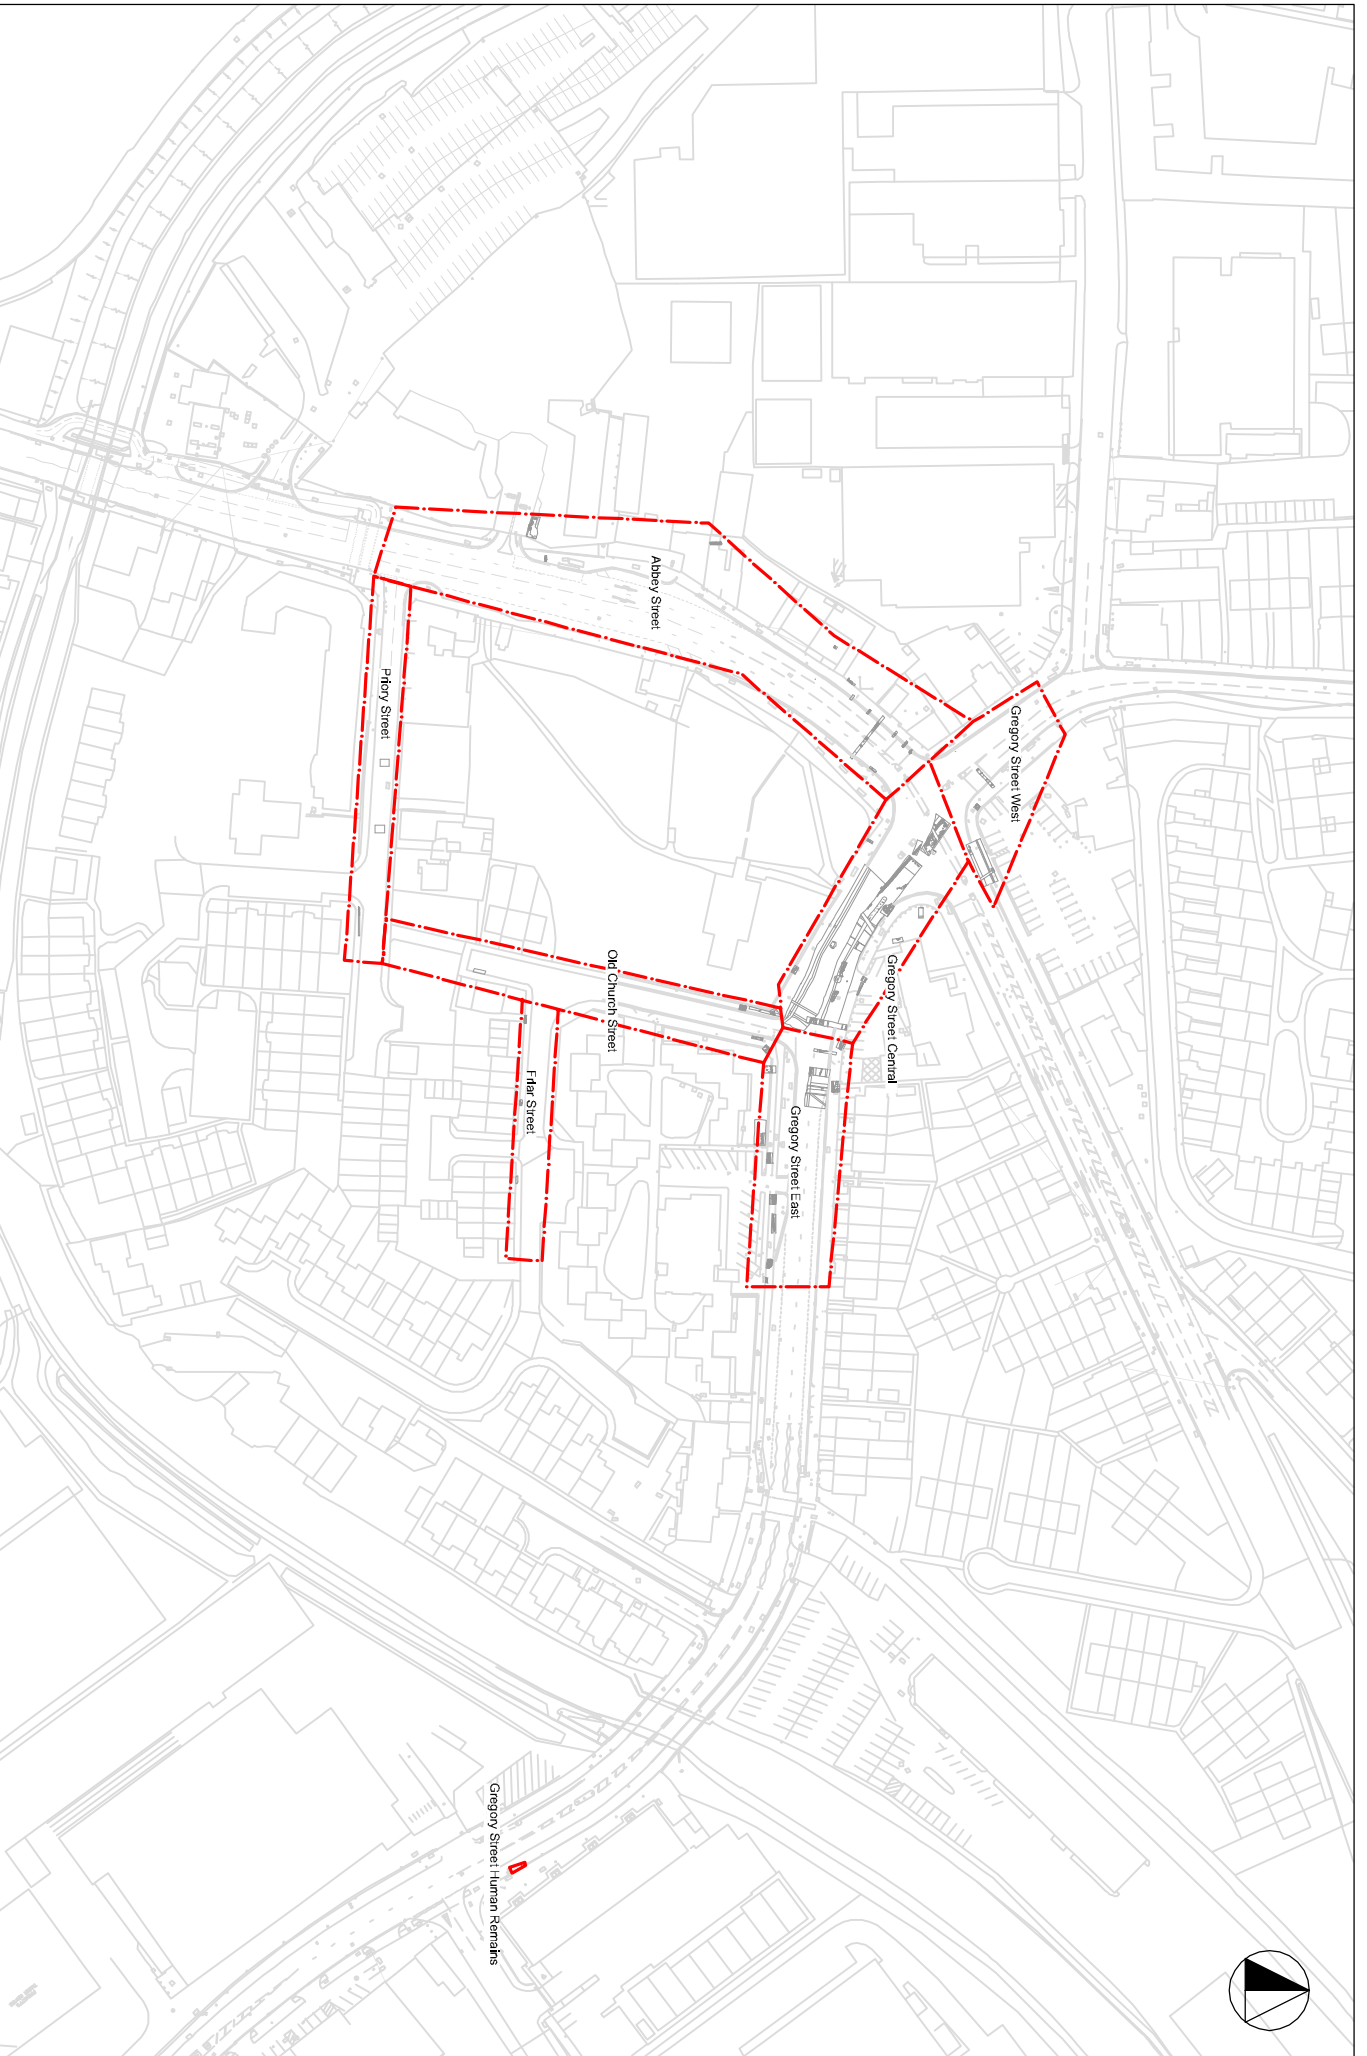 Gregory Street West
Abbey Street
Priory Street
Gregory Street Central
Old Church Street
Friar Street
Gregory Street East
Gregory Street Human Remains